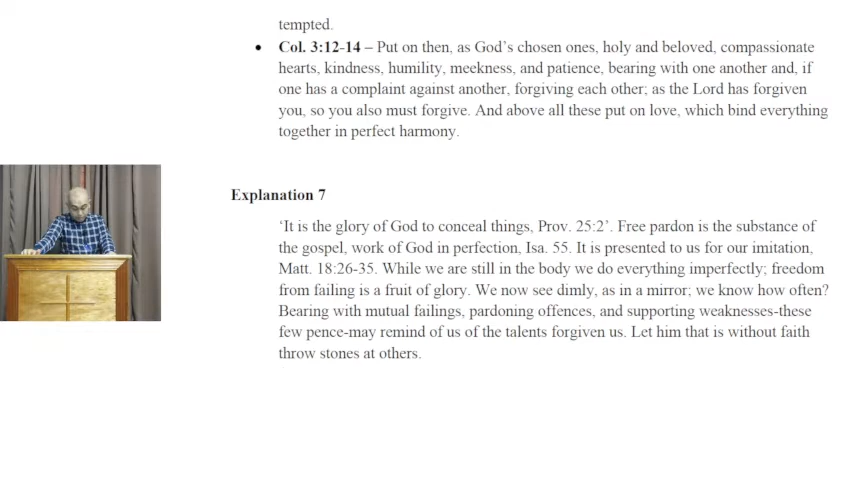 tempted.
• Col. 3:12-14 – Put on then, as God's chosen ones, holy and beloved, compassionate
hearts, kindness, humility, meekness, and patience, bearing with one another and, if
one has a complaint against another, forgiving each other; as the Lord has forgiven
you, so you also must forgive. And above all these put on love, which bind everything
together in perfect harmony.
Explanation 7
'It is the glory of God to conceal things, Prov. 25:2'. Free pardon is the substance of
the gospel, work of God in perfection, Isa. 55. It is presented to us for our imitation,
Matt. 18:26-35. While we are still in the body we do everything imperfectly; freedom
from failing is a fruit of glory. We now see dimly, as in a mirror; we know how often?
Bearing with mutual failings, pardoning offences, and supporting weaknesses-these
few pence-may remind of us of the talents forgiven us. Let him that is without faith
throw stones at others.